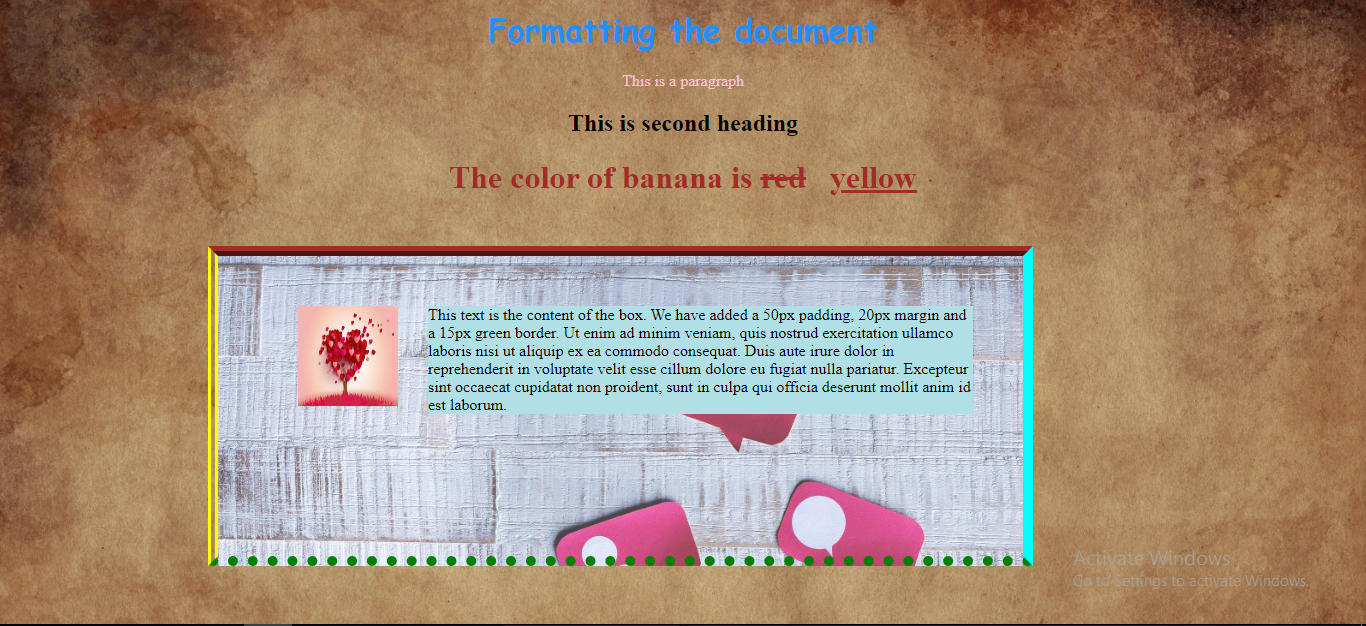 Formatting the document
This is a paragraph
This is second heading
The color of banana is red yellow
This text is the content of the box. We have added a 50px padding, 20px margin and
a 15px green border. Ut enim ad minim veniam, quis nostrud exercitation ullamco
laboris nisi ut aliquip ex ea commodo consequat. Duis aute irure dolor in
reprehenderit in voluptate velit esse cillum dolore eu fugiat nulla pariatur. Excepteur
sint occaecat cupidatat non proident, sunt in culpa qui officia deserunt mollit anim id
est laborum.
Activate Windows
Go to Settings to activate Windows.